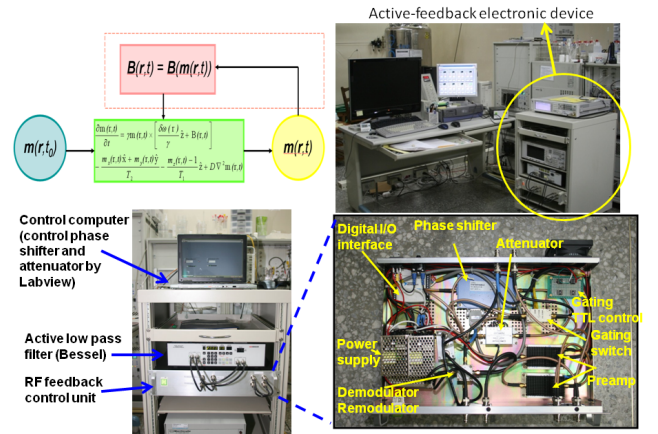 Active-feedback electronic device
B(r,t) = B(m(r,t))
m(r,t₀)
∂m(r,t)/∂t = γm(r,t) × [δω(r)/γ ẑ + B(r,t)]
− (mₓ(r,t)x̂ + m_y(r,t)ŷ)/T₂ − (m_z(r,t) − 1)/T₁ ẑ + D∇²m(r,t)
m(r,t)
Control computer
(control phase
shifter and
attenuator by
Labview)
Active low pass
filter (Bessel)
RF feedback
control unit
Digital I/O
interface
Phase shifter
Attenuator
Gating
TTL control
Gating
switch
Power
supply
Preamp
Demodulator
Remodulator